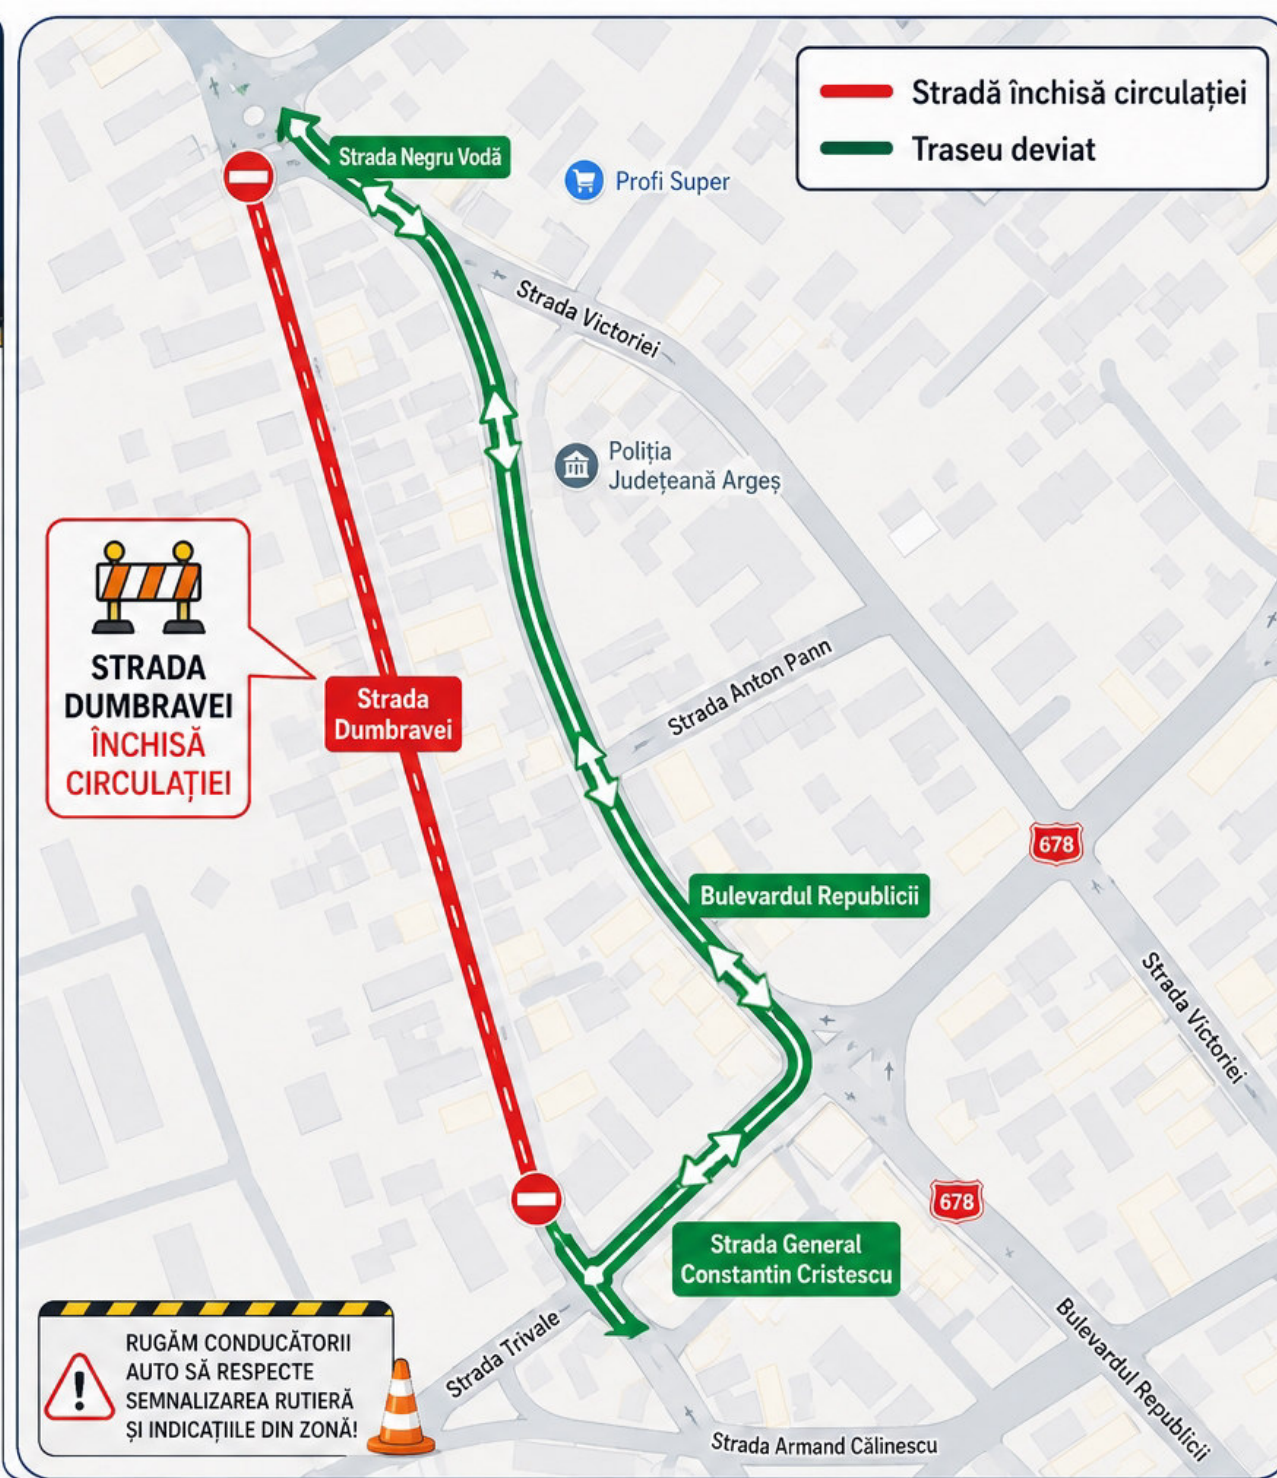 Stradă închisă circulației
Traseu deviat
Strada Negru Vodă
Profi Super
Strada Victoriei
Poliția
Județeană Argeș
STRADA
DUMBRAVEI
ÎNCHISĂ
CIRCULAȚIEI
Strada
Dumbravei
Strada Anton Pann
678
Bulevardul Republicii
Strada Victoriei
678
Strada General
Constantin Cristescu
RUGĂM CONDUCĂTORII
AUTO SĂ RESPECTE
SEMNALIZAREA RUTIERĂ
ȘI INDICAȚIILE DIN ZONĂ!
Strada Trivale
Bulevardul Republicii
Strada Armand Călinescu